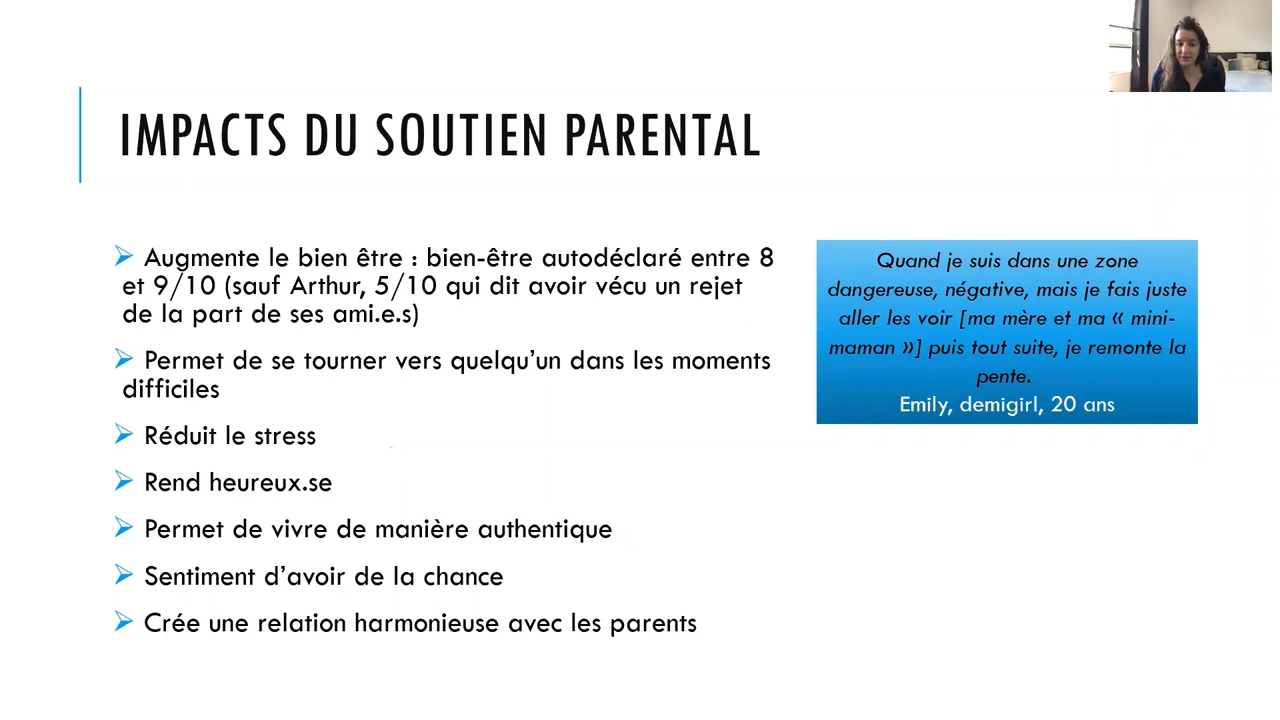 IMPACTS DU SOUTIEN PARENTAL
Augmente le bien être : bien-être autodéclaré entre 8
et 9/10 (sauf Arthur, 5/10 qui dit avoir vécu un rejet
de la part de ses ami.e.s)
Permet de se tourner vers quelqu'un dans les moments
difficiles
Réduit le stress
Rend heureux.se
Permet de vivre de manière authentique
Sentiment d'avoir de la chance
Crée une relation harmonieuse avec les parents
Quand je suis dans une zone
dangereuse, négative, mais je fais juste
aller les voir [ma mère et ma « mini-
maman »] puis tout suite, je remonte la
pente.
Emily, demigirl, 20 ans